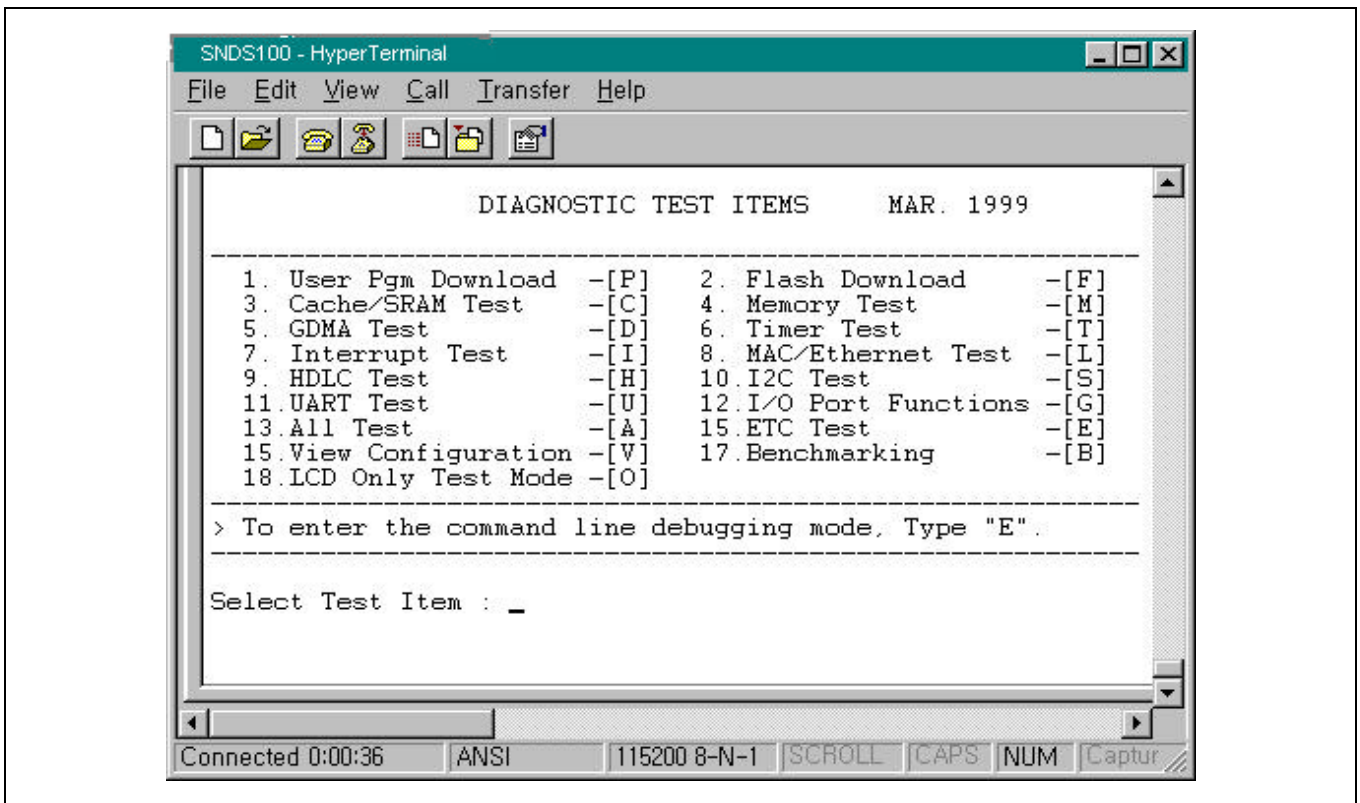 SNDS100 - HyperTerminal
File Edit View Call Transfer Help
DIAGNOSTIC TEST ITEMS MAR. 1999
1. User Pgm Download -[P] 2. Flash Download -[F]
3. Cache/SRAM Test -[C] 4. Memory Test -[M]
5. GDMA Test -[D] 6. Timer Test -[T]
7. Interrupt Test -[I] 8. MAC/Ethernet Test -[L]
9. HDLC Test -[H] 10.I2C Test -[S]
11.UART Test -[U] 12.I/O Port Functions -[G]
13.All Test -[A] 15.ETC Test -[E]
15.View Configuration -[V] 17.Benchmarking -[B]
18.LCD Only Test Mode -[O]
> To enter the command line debugging mode, Type "E".
Select Test Item : _
Connected 0:00:36 ANSI 115200 8-N-1 SCROLL CAPS NUM Captur